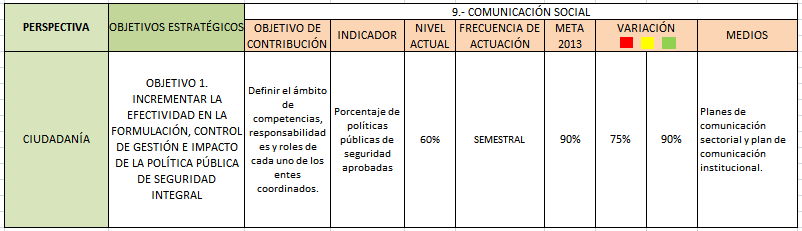 9.- COMUNICACIÓN SOCIAL
PERSPECTIVA
OBJETIVOS ESTRATÉGICOS
OBJETIVO DE
CONTRIBUCIÓN
INDICADOR
NIVEL
ACTUAL
FRECUENCIA DE
ACTUACIÓN
META
2013
VARIACIÓN
MEDIOS
CIUDADANÍA
OBJETIVO 1.
INCREMENTAR LA
EFECTIVIDAD EN LA
FORMULACIÓN, CONTROL
DE GESTIÓN E IMPACTO
DE LA POLÍTICA PÚBLICA
DE SEGURIDAD
INTEGRAL
Definir el ámbito
de
competencias,
responsabilidad
es y roles de
cada uno de los
entes
coordinados.
Porcentaje de
políticas
públicas de
seguridad
aprobadas
60%
SEMESTRAL
90%
75%
90%
Planes de
comunicación
sectorial y plan de
comunicación
institucional.